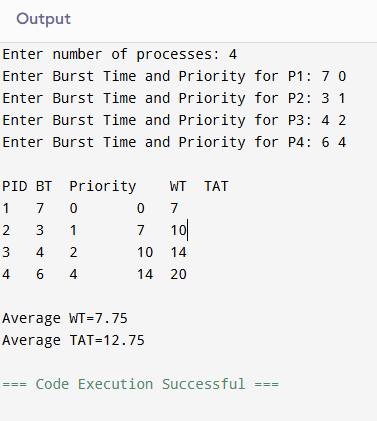 Output
Enter number of processes: 4
Enter Burst Time and Priority for P1: 7 0
Enter Burst Time and Priority for P2: 3 1
Enter Burst Time and Priority for P3: 4 2
Enter Burst Time and Priority for P4: 6 4
PID BT  Priority    WT  TAT
1   7   0       0   7
2   3   1       7   10
3   4   2       10  14
4   6   4       14  20
Average WT=7.75
Average TAT=12.75
=== Code Execution Successful ===